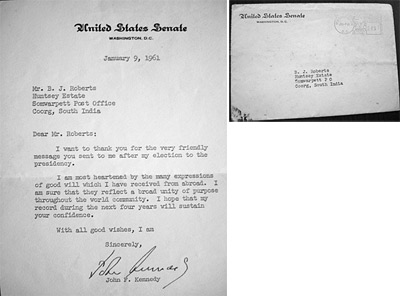 United States Senate
WASHINGTON, D.C.
January 9, 1961
Mr. B. J. Roberts
Huntsey Estate
Somwarpett Post Office
Coorg, South India
Dear Mr. Roberts:
I want to thank you for the very friendly
message you sent to me after my election to the
presidency.
I am most heartened by the many expressions
of good will which I have received from abroad. I
am sure that they reflect a broad unity of purpose
throughout the world community. I hope that my
record during the next four years will sustain
your confidence.
With all good wishes, I am
Sincerely,
John Kennedy
John F. Kennedy
United States Senate
WASHINGTON, D.C.
B. J. Roberts
Huntsey Estate
Somwarpett P O
Coorg, South India